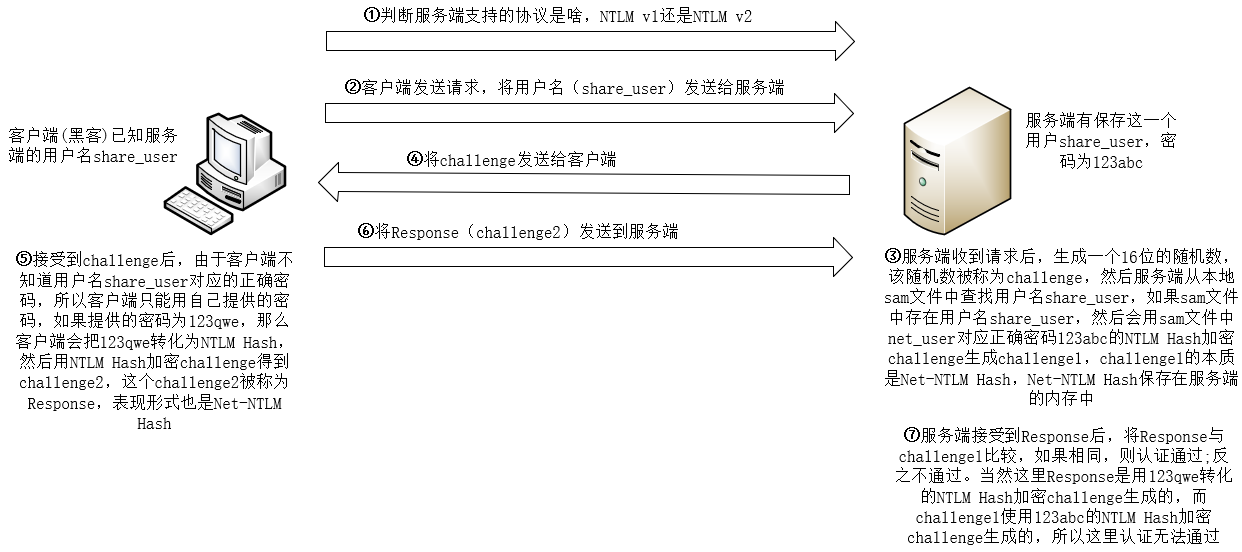 ①判断服务端支持的协议是啥，NTLM v1还是NTLM v2
②客户端发送请求，将用户名（share_user）发送给服务端
客户端(黑客)已知服务
端的用户名share_user
④将challenge发送给客户端
服务端有保存这一个
用户share_user，密
码为123abc
⑥将Response（challenge2）发送到服务端
⑤接受到challenge后，由于客户端不
知道用户名share_user对应的正确密
码，所以客户端只能用自己提供的密
码，如果提供的密码为123qwe，那么
客户端会把123qwe转化为NTLM Hash，
然后用NTLM Hash加密challenge得到
challenge2，这个challenge2被称为
Response，表现形式也是Net-NTLM
Hash
③服务端收到请求后，生成一个16位的随机数，
该随机数被称为challenge，然后服务端从本地
sam文件中查找用户名share_user，如果sam文件
中存在用户名share_user，然后会用sam文件中
net_user对应正确密码123abc的NTLM Hash加密
challenge生成challenge1，challenge1的本质
是Net-NTLM Hash，Net-NTLM Hash保存在服务端
的内存中
⑦服务端接受到Response后，将Response与
challenge1比较，如果相同，则认证通过;反
之不通过。当然这里Response是用123qwe转化
的NTLM Hash加密challenge生成的，而
challenge1使用123abc的NTLM Hash加密
challenge生成的，所以这里认证无法通过